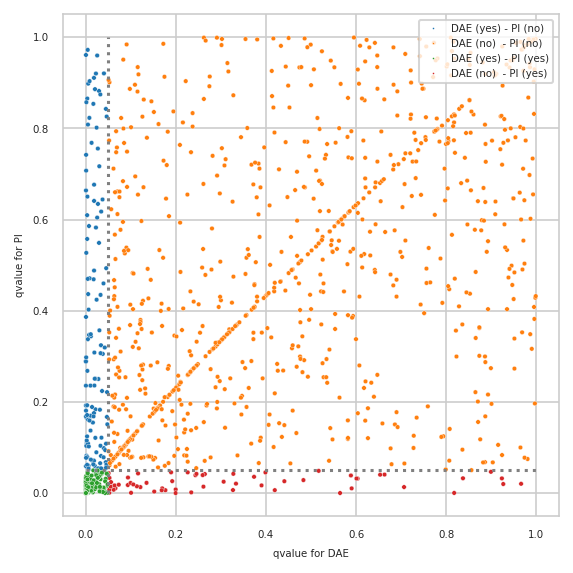 DAE (yes) - PI (no)
DAE (no)  - PI (no)
DAE (yes) - PI (yes)
DAE (no)  - PI (yes)
1.0
0.8
0.6
0.4
0.2
0.0
qvalue for PI
0.0 0.2 0.4 0.6 0.8 1.0
qvalue for DAE